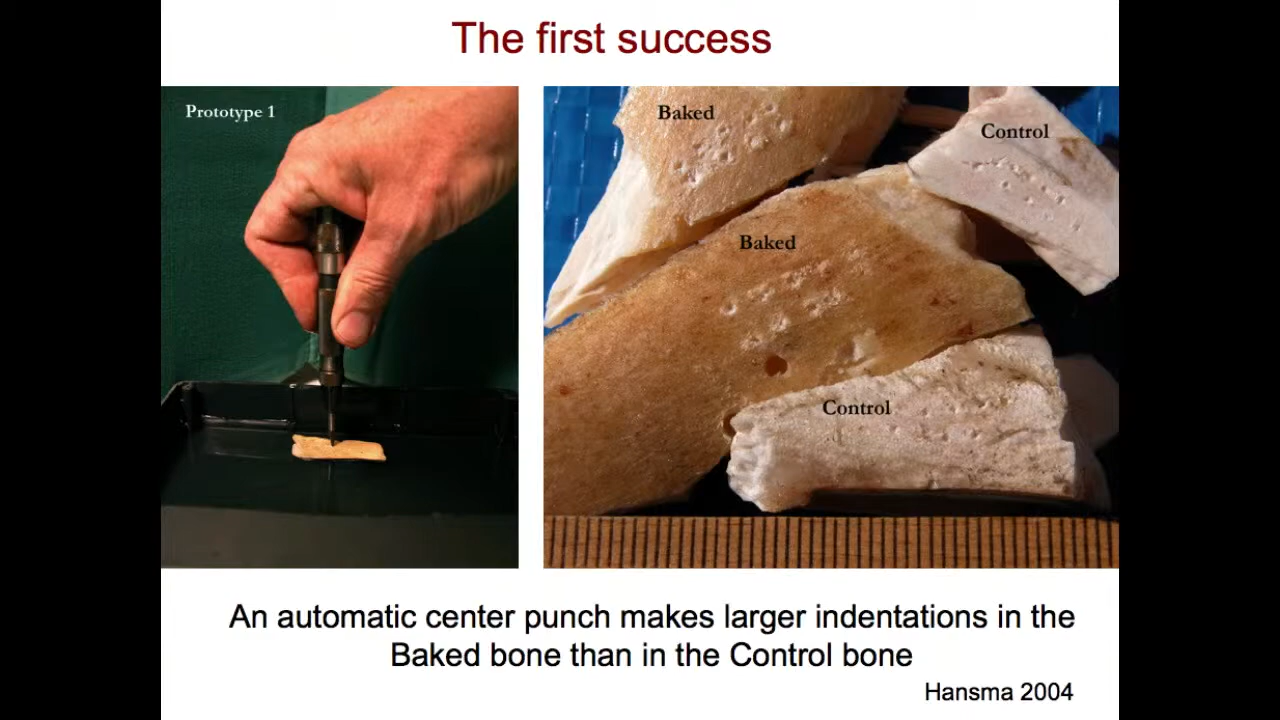 The first success
Prototype 1
Baked
Control
Baked
Control
An automatic center punch makes larger indentations in the
Baked bone than in the Control bone
Hansma 2004